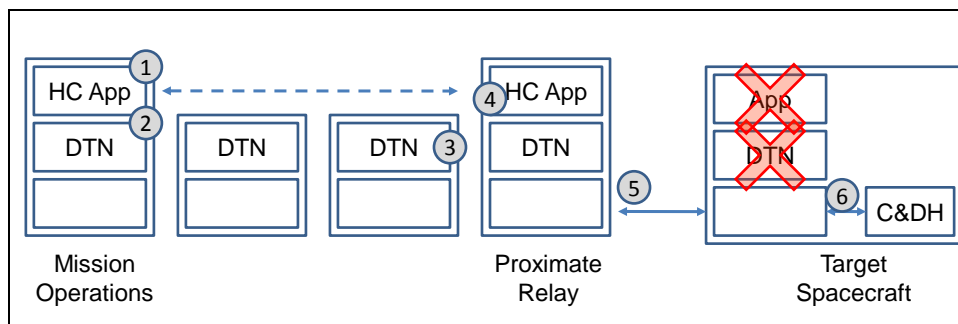 1
HC App
2
DTN
DTN
DTN
3
4
HC App
DTN
5
App
DTN
6
C&DH
Mission
Operations
Proximate
Relay
Target
Spacecraft